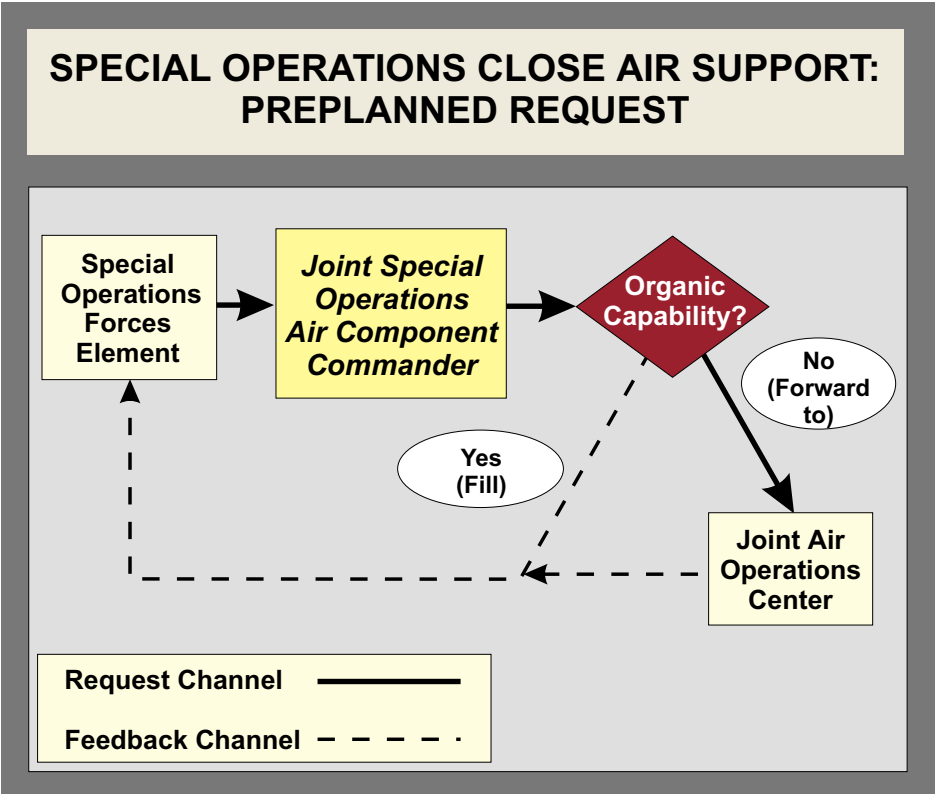 SPECIAL OPERATIONS CLOSE AIR SUPPORT:
PREPLANNED REQUEST
Special
Operations
Forces
Element
Joint Special
Operations
Air Component
Commander
Organic
Capability?
No
(Forward
to)
Yes
(Fill)
Joint Air
Operations
Center
Request Channel
Feedback Channel